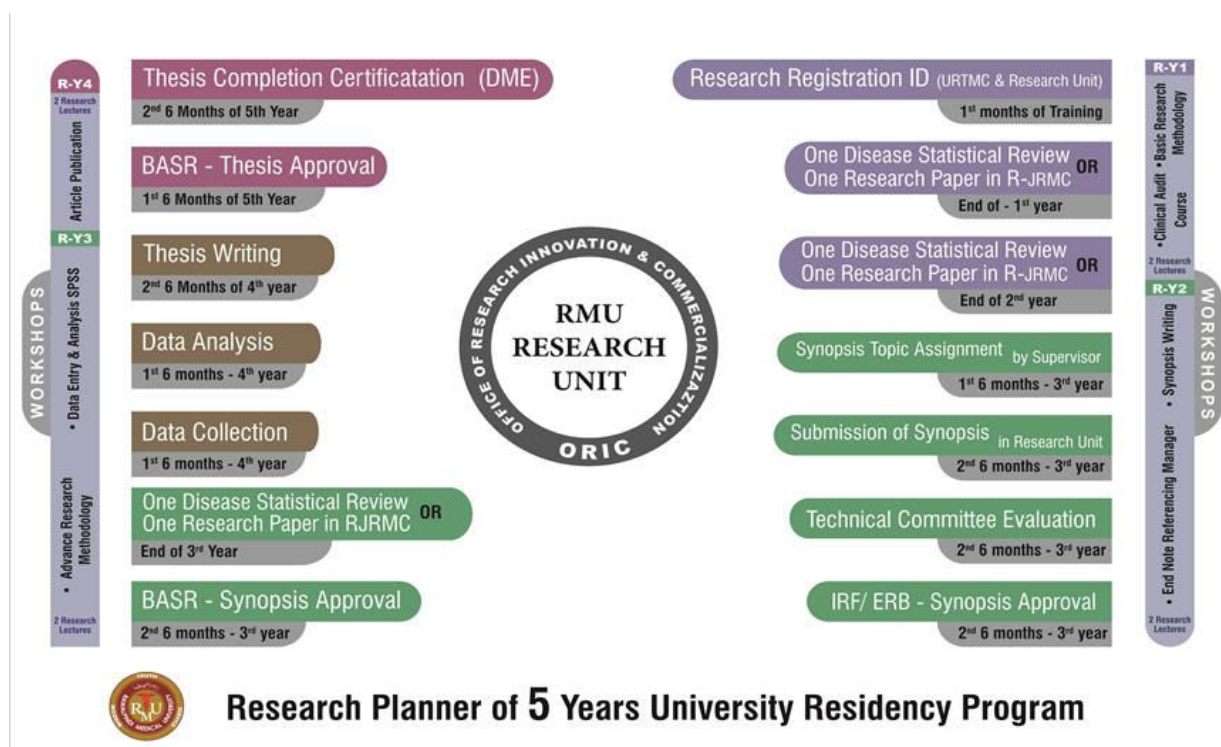 R-Y4
2 Research
Lectures
Article Publication
R-Y3
• Data Entry & Analysis SPSS
• Advance Research
Methodology
2 Research
Lectures
WORKSHOPS
Thesis Completion Certificatation (DME)
2nd 6 Months of 5th Year
BASR - Thesis Approval
1st 6 Months of 5th Year
Thesis Writing
2nd 6 Months of 4th year
Data Analysis
1st 6 months - 4th year
Data Collection
1st 6 months - 4th year
One Disease Statistical Review
One Research Paper in RJRMC OR
End of 3rd Year
BASR - Synopsis Approval
2nd 6 months - 3rd year
OFFICE OF RESEARCH INNOVATION & COMMERCIALIZAZTION
RMU
RESEARCH
UNIT
ORIC
Research Registration ID (URTMC & Research Unit)
1st months of Training
One Disease Statistical Review
One Research Paper in R-JRMC OR
End of - 1st year
One Disease Statistical Review
One Research Paper in R-JRMC OR
End of 2nd year
Synopsis Topic Assignment by Supervisor
1st 6 months - 3rd year
Submission of Synopsis in Research Unit
2nd 6 months - 3rd year
Technical Committee Evaluation
2nd 6 months - 3rd year
IRF/ ERB - Synopsis Approval
2nd 6 months - 3rd year
R-Y1
• Basic Research
Methodology
• Clinical Audit
Course
2 Research
Lectures
R-Y2
• Synopsis Writing
• End Note Referencing Manager
2 Research
Lectures
WORKSHOPS
TRUTH
RMU
Research Planner of 5 Years University Residency Program